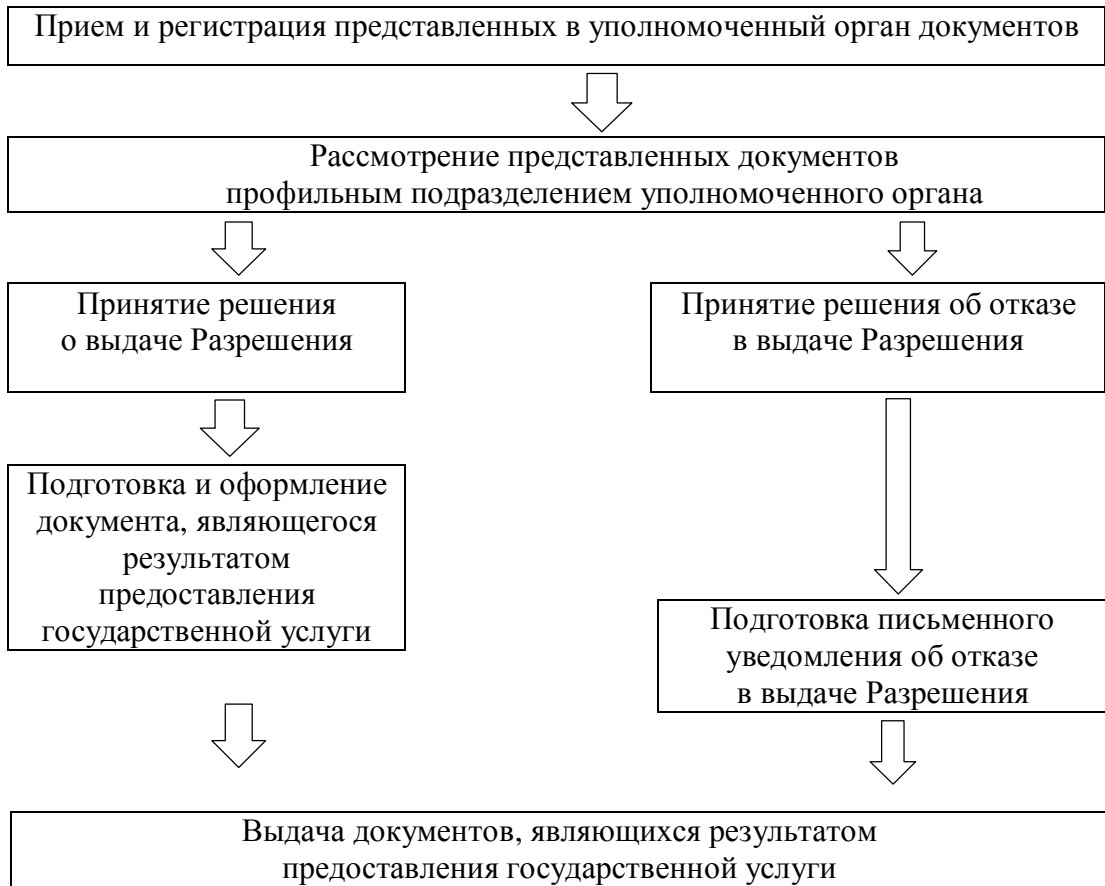 Прием и регистрация представленных в уполномоченный орган документов
Рассмотрение представленных документов
профильным подразделением уполномоченного органа
Принятие решения
о выдаче Разрешения
Принятие решения об отказе
в выдаче Разрешения
Подготовка и оформление
документа, являющегося
результатом
предоставления
государственной услуги
Подготовка письменного
уведомления об отказе
в выдаче Разрешения
Выдача документов, являющихся результатом
предоставления государственной услуги